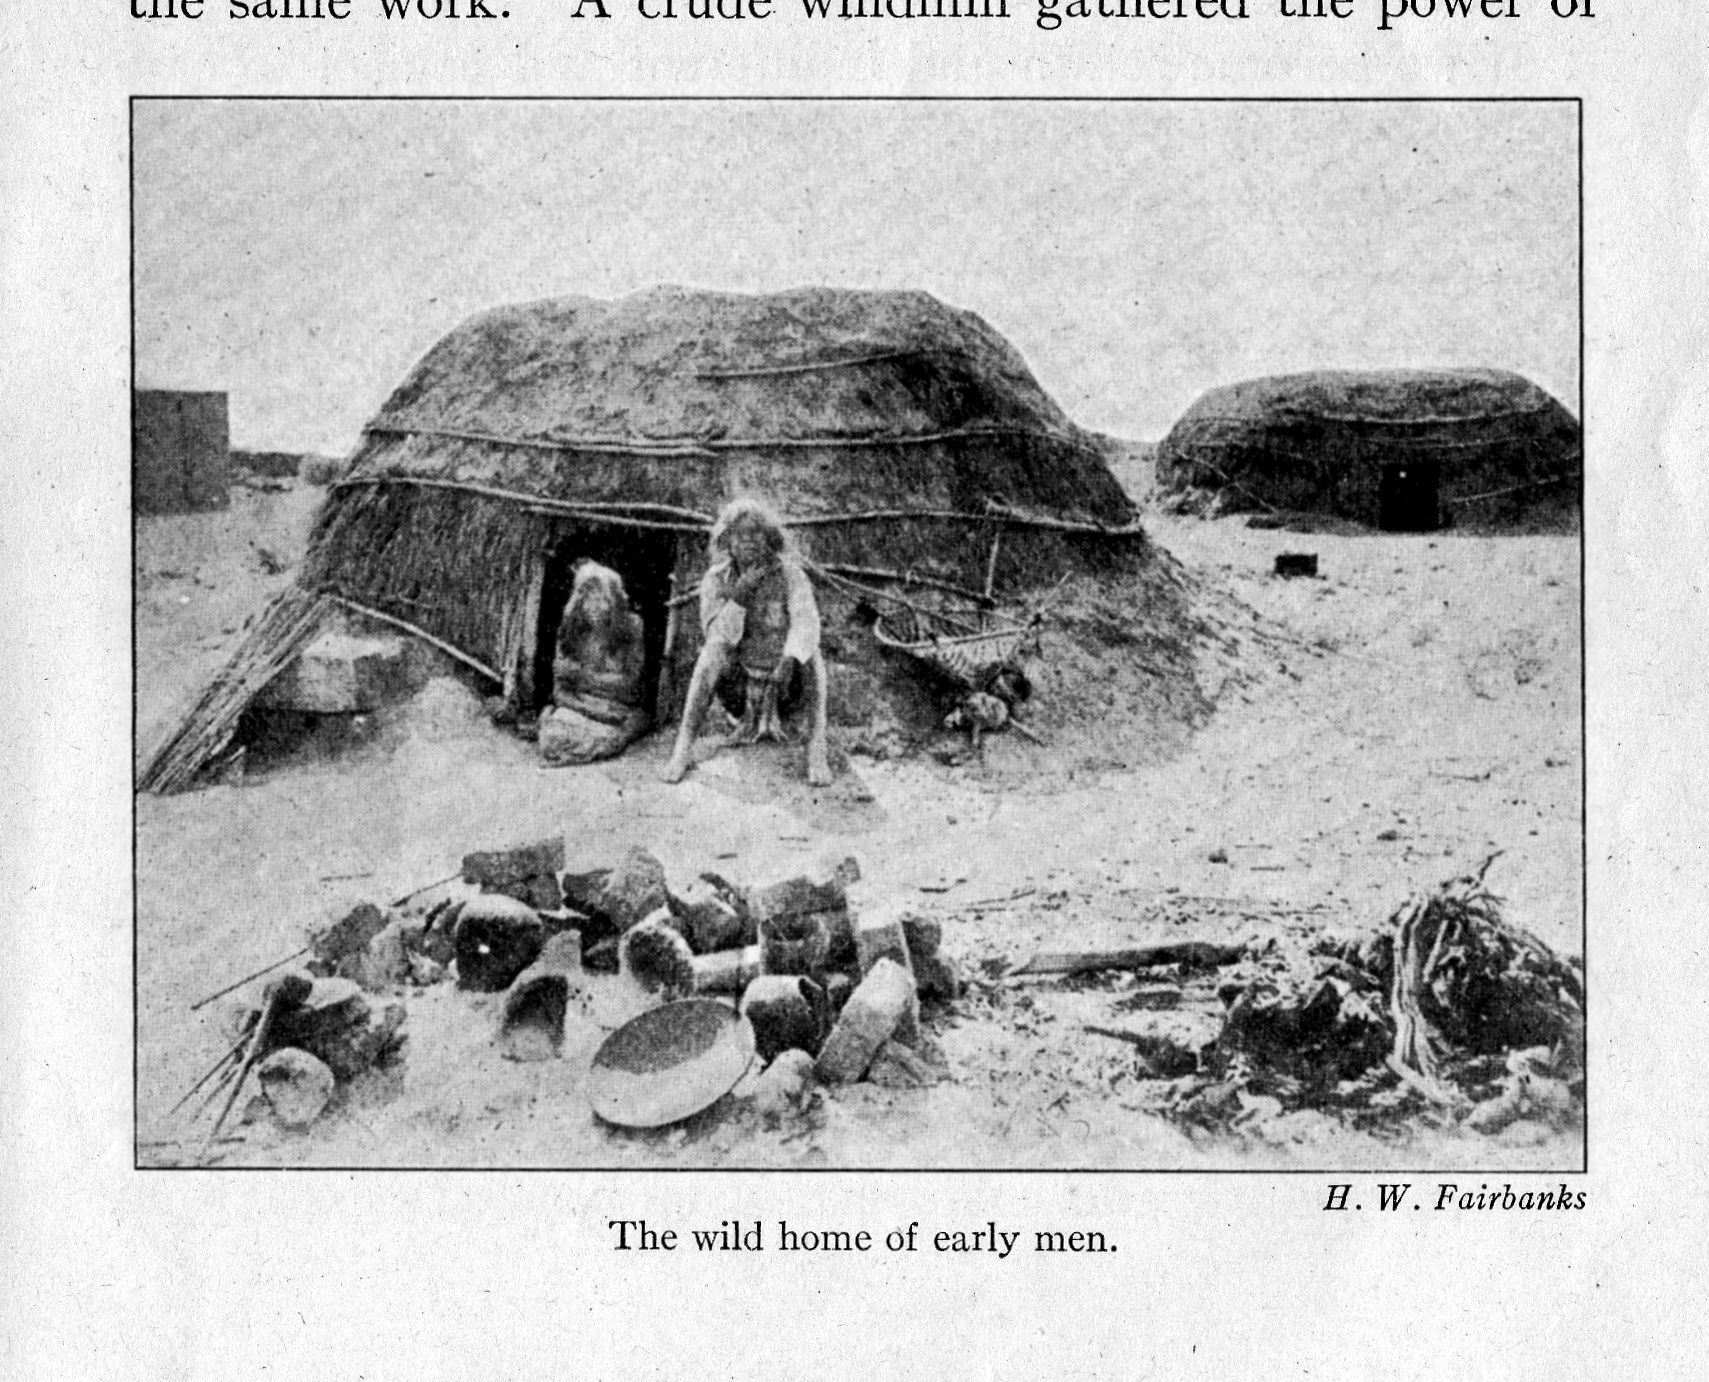 the same work. A crude windmill gathered the power of
H. W. Fairbanks
The wild home of early men.